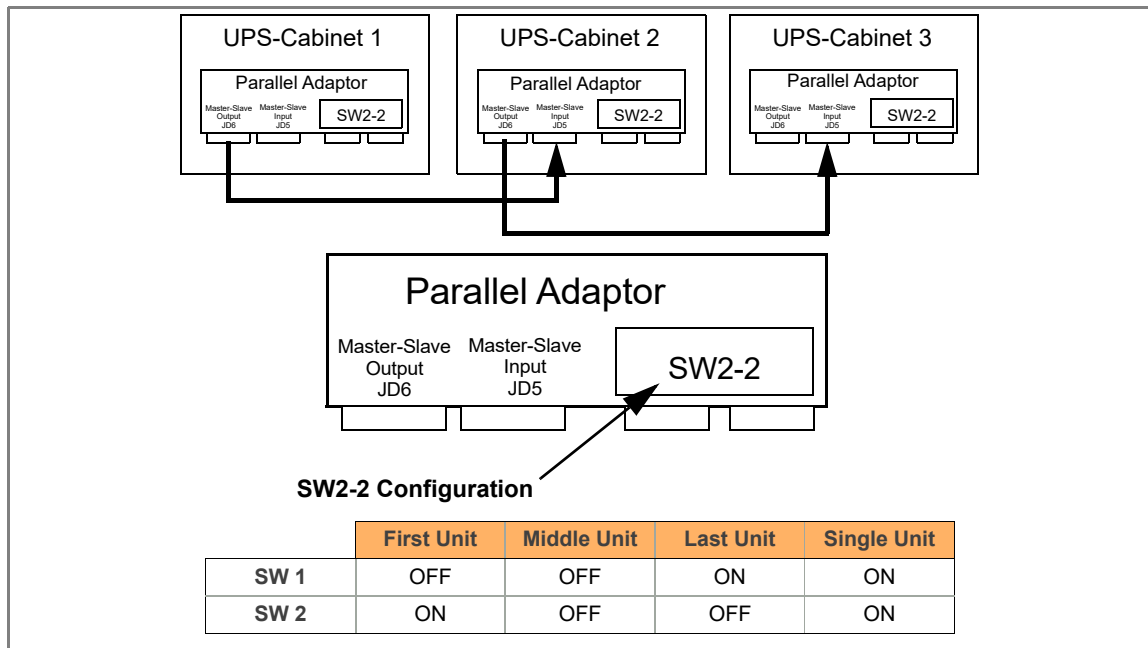 UPS-Cabinet 1
Parallel Adaptor
Master-Slave
Output
JD6
Master-Slave
Input
JD5
SW2-2
UPS-Cabinet 2
Parallel Adaptor
Master-Slave
Output
JD6
Master-Slave
Input
JD5
SW2-2
UPS-Cabinet 3
Parallel Adaptor
Master-Slave
Output
JD6
Master-Slave
Input
JD5
SW2-2
Parallel Adaptor
Master-Slave
Output
JD6
Master-Slave
Input
JD5
SW2-2
SW2-2 Configuration
First Unit Middle Unit Last Unit Single Unit
SW 1 OFF OFF ON ON
SW 2 ON OFF OFF ON